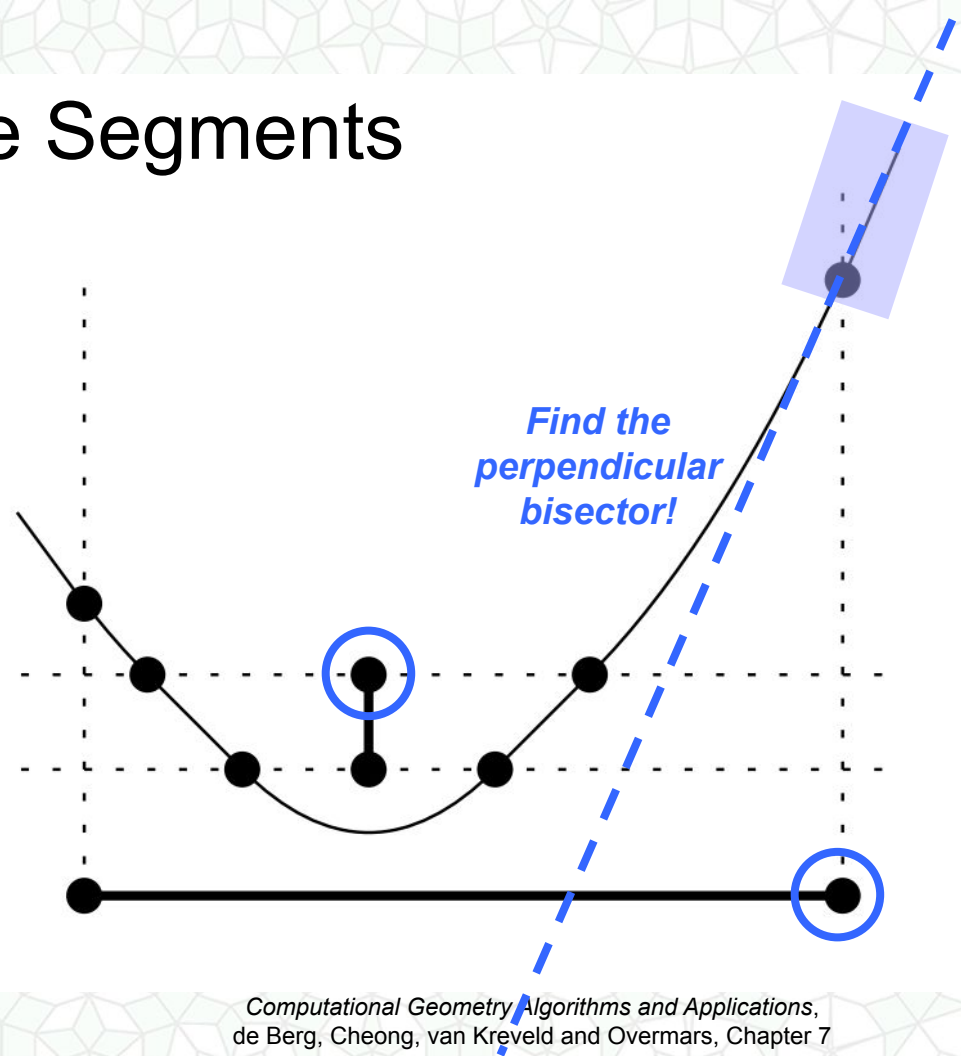 e Segments
Find the
perpendicular
bisector!
Computational Geometry Algorithms and Applications,
de Berg, Cheong, van Kreveld and Overmars, Chapter 7